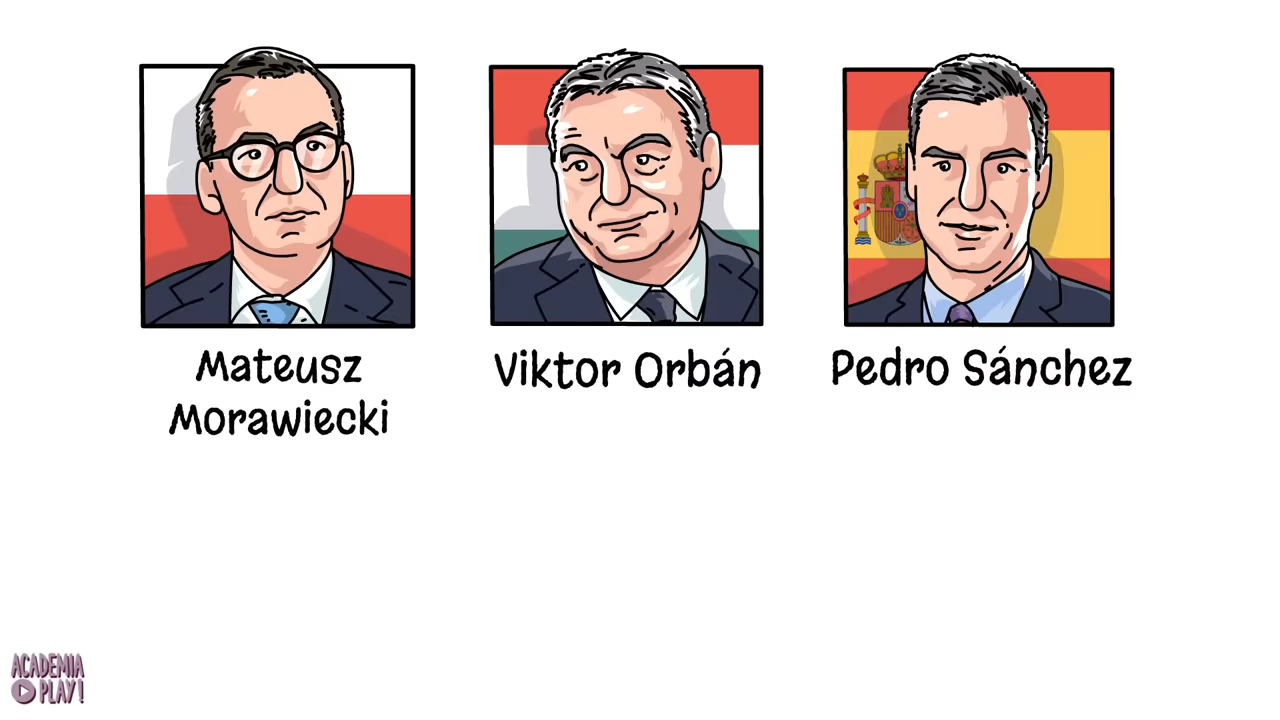 Mateusz
Morawiecki
Viktor Orbán
Pedro Sánchez
ACADEMIA
PLAY!